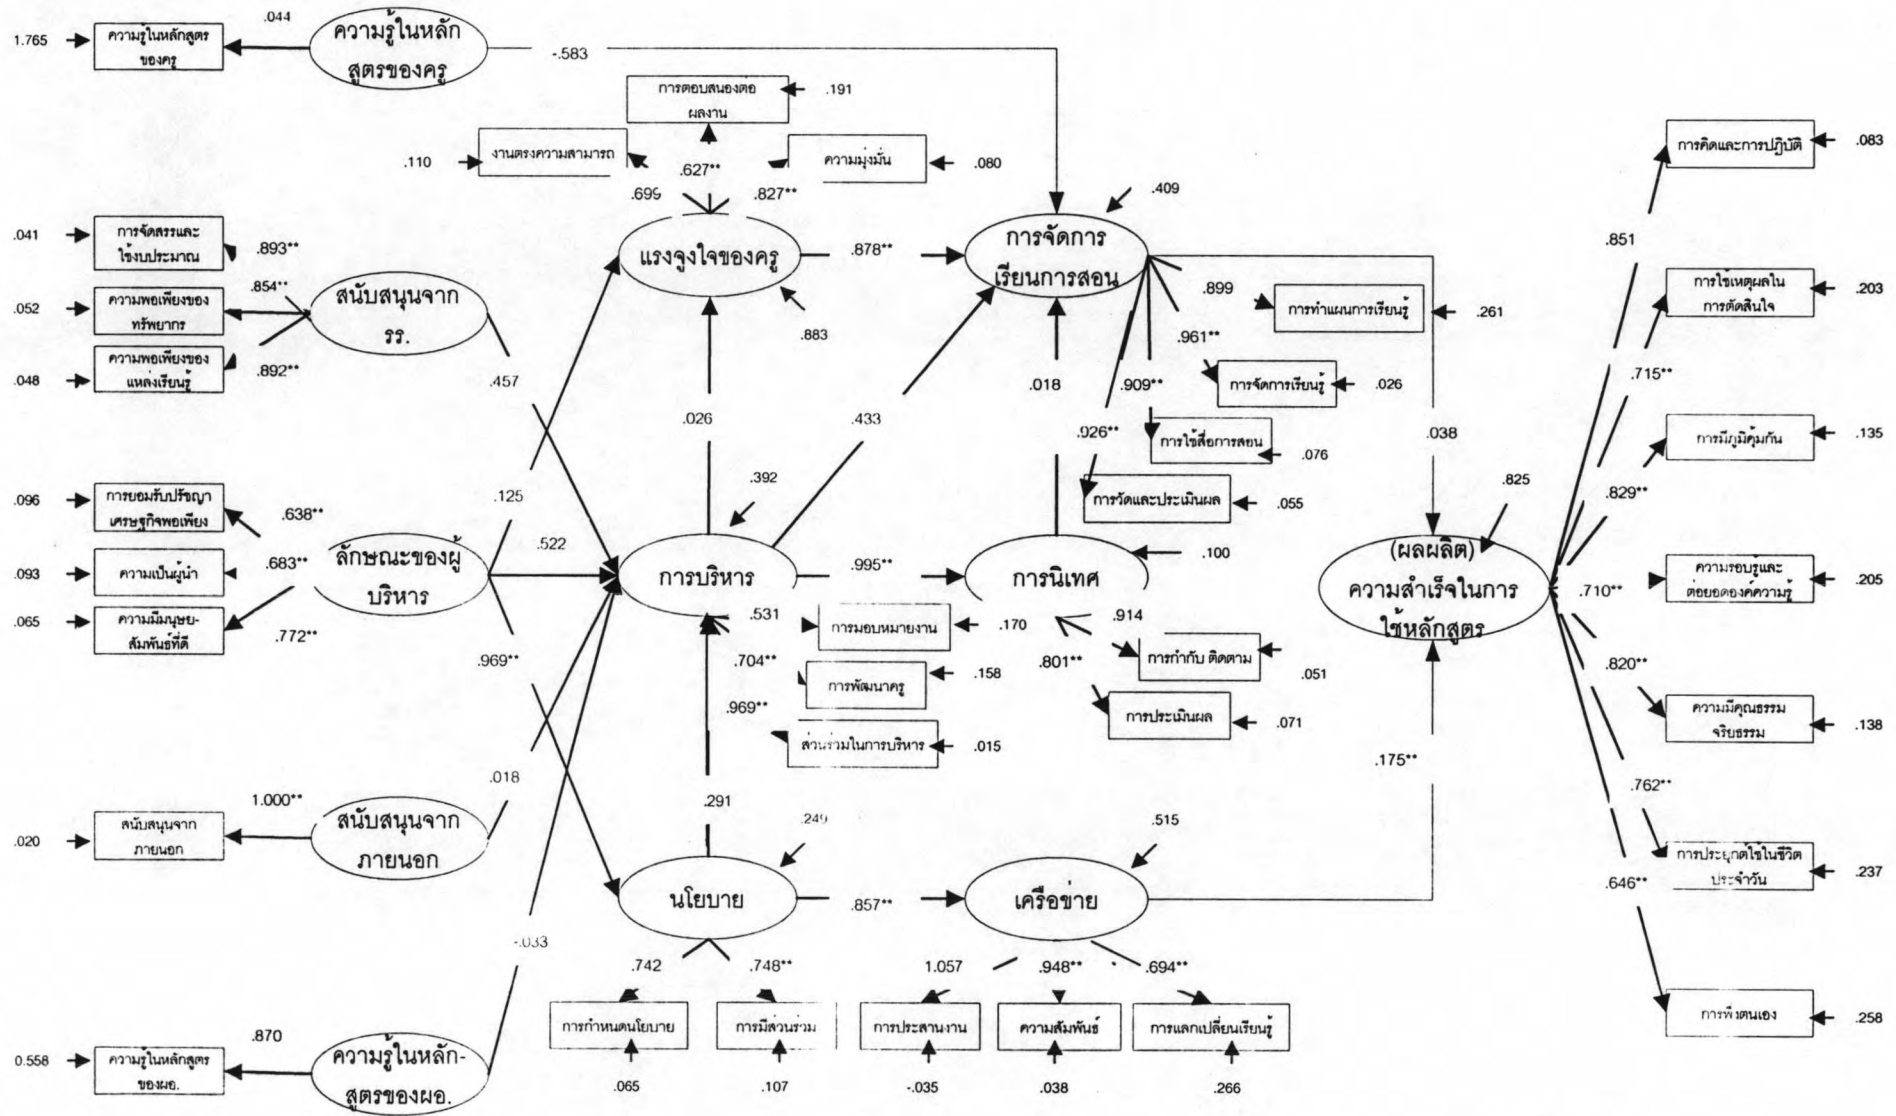 .044
1.765
ความรู้ในหลักสูตร
ของครู
ความรู้ในหลัก
สูตรของครู
-.583
การตอบสนองต่อ
ผลงาน
.191
.110
งานตรงความสามารถ
ความมุ่งมั่น
.080
.699
.627**
.827**
.409
การคิดและการปฏิบัติ
.083
.041
การจัดสรรและ
ใช้งบประมาณ
.893**
แรงจูงใจของครู
.878**
การจัดการ
เรียนการสอน
.851
.052
ความพอเพียงของ
ทรัพยากร
.854**
สนับสนุนจาก
รร.
.899
การทำแผนการเรียนรู้
.261
การใช้เหตุผลใน
การตัดสินใจ
.203
.883
.961**
.048
ความพอเพียงของ
แหล่งเรียนรู้
.892**
.457
.018
.909**
การจัดการเรียนรู้
.026
.715**
.026
.433
.926**
การใช้สื่อการสอน
.076
.038
การมีภูมิคุ้มกัน
.135
.096
การยอมรับปรัชญา
เศรษฐกิจพอเพียง
.638**
.125
.392
การวัดและประเมินผล
.055
.825
.829**
.093
ความเป็นผู้นำ
.683**
ลักษณะของผู้
บริหาร
.522
การบริหาร
.995**
การนิเทศ
.100
(ผลผลิต)
ความสำเร็จในการ
ใช้หลักสูตร
.710**
ความรอบรู้และ
ต่อยอดองค์ความรู้
.205
.065
ความมีมนุษย-
สัมพันธ์ที่ดี
.772**
.531
การมอบหมายงาน
.170
.914
.969**
.704**
การพัฒนาครู
.158
.801**
การกำกับ ติดตาม
.051
.820**
.969**
ส่วนร่วมในการบริหาร
.015
การประเมินผล
.071
ความมีคุณธรรม
จริยธรรม
.138
.175**
.018
.291
.762**
1.000**
.020
สนับสนุนจาก
ภายนอก
สนับสนุนจาก
ภายนอก
.249
.515
การประยุกต์ใช้ในชีวิต
ประจำวัน
.237
นโยบาย
.857**
เครือข่าย
.646**
-.033
.742
.748**
1.057
.948**
.694**
การกำหนดนโยบาย
การมีส่วนร่วม
การประสานงาน
ความสัมพันธ์
การแลกเปลี่ยนเรียนรู้
การพึ่งตนเอง
.258
.870
0.558
ความรู้ในหลักสูตร
ของผอ.
ความรู้ในหลัก-
สูตรของผอ.
.065
.107
-.035
.038
.266